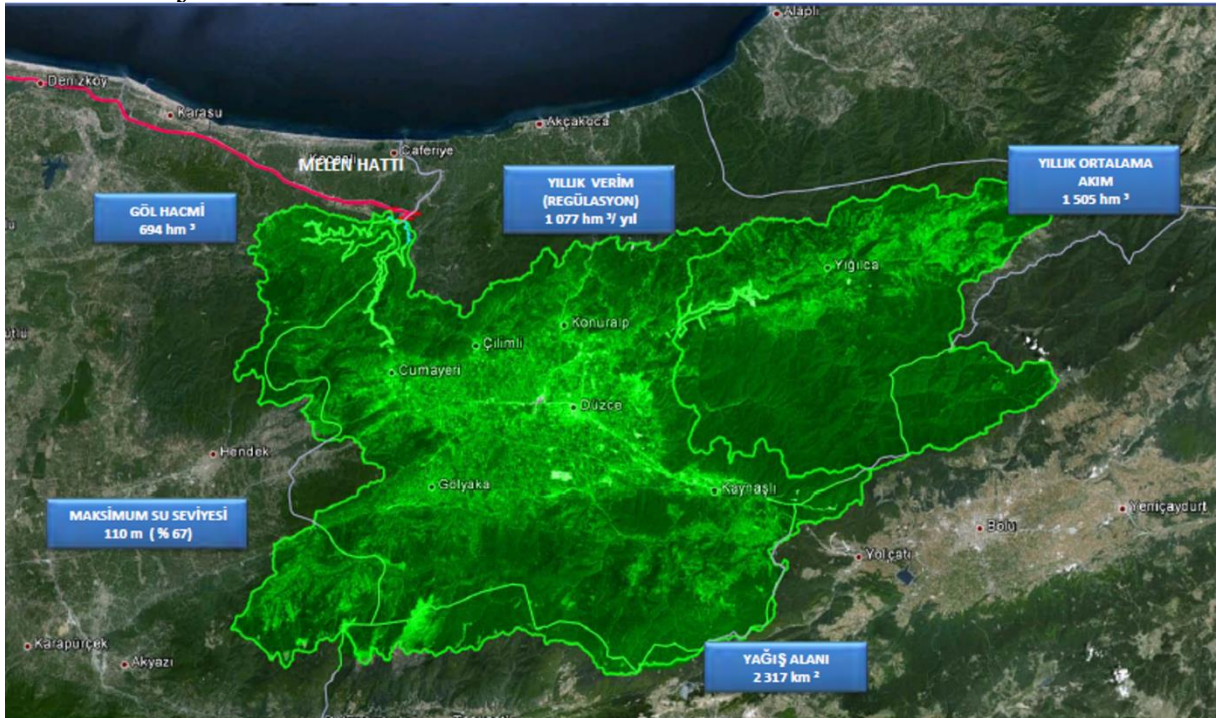 Alaplı
Denizköy
Karasu
Akçakoca
Caferiye
MELEN HATTI
YILLIK VERİM
(REGÜLASYON)
1 077 hm ³/ yıl
YILLIK ORTALAMA
AKIM
1 505 hm ³
GÖL HACMİ
694 hm ³
Yığılca
Konuralp
Çilimli
Cumayeri
Düzce
Hendek
Gölyaka
Kaynaşlı
MAKSİMUM SU SEVİYESİ
110 m ( % 67)
Yeniçaydurt
Bolu
Yolçatı
Karapürçek
Akyazı
YAĞIŞ ALANI
2 317 km ²